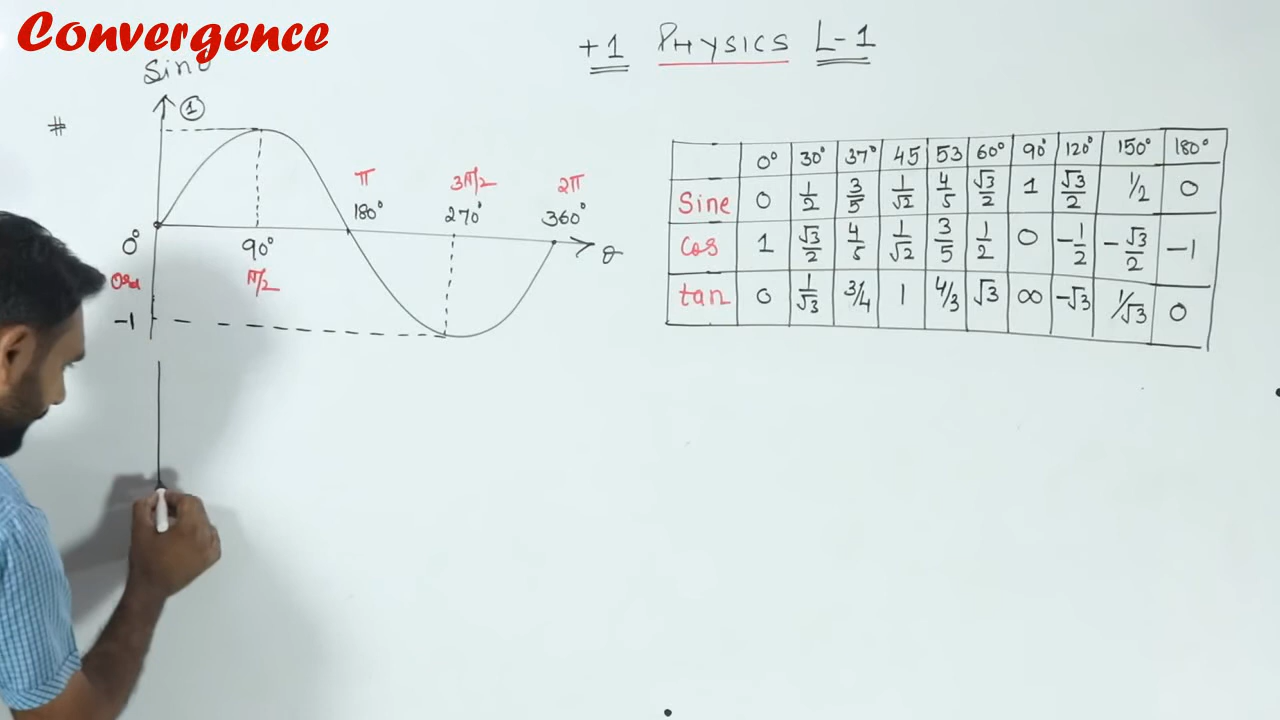 Convergence
+1 PHYSICS L-1
Sinθ
#
1
π 3π/2 2π
180° 270° 360°
0° 90° θ
0rd π/2
-1
0° 30° 37° 45 53 60° 90° 120° 150° 180°
Sine 0 1/2 3/5 1/√2 4/5 √3/2 1 √3/2 1/2 0
Cos 1 √3/2 4/5 1/√2 3/5 1/2 0 -1/2 -√3/2 -1
tan 0 1/√3 3/4 1 4/3 √3 ∞ -√3 1/√3 0